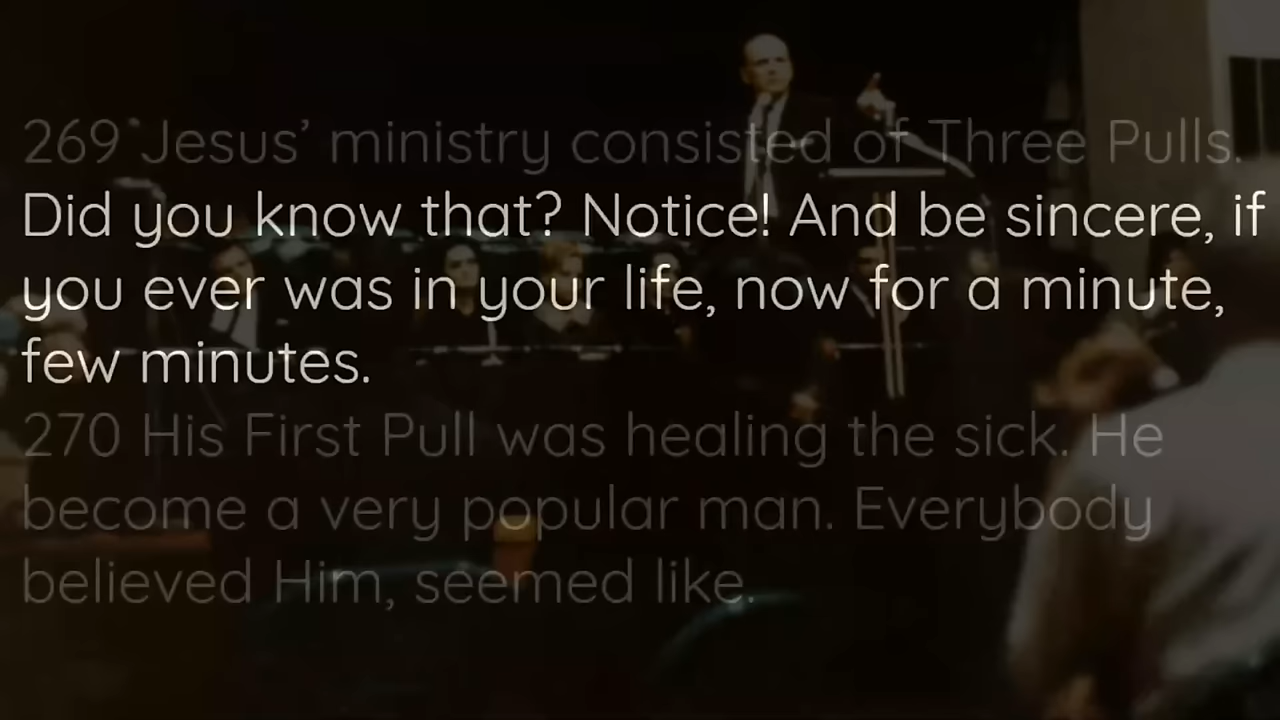 269 Jesus’ ministry consisted of Three Pulls.
Did you know that? Notice! And be sincere, if
you ever was in your life, now for a minute,
few minutes.
270 His First Pull was healing the sick. He
become a very popular man. Everybody
believed Him, seemed like.